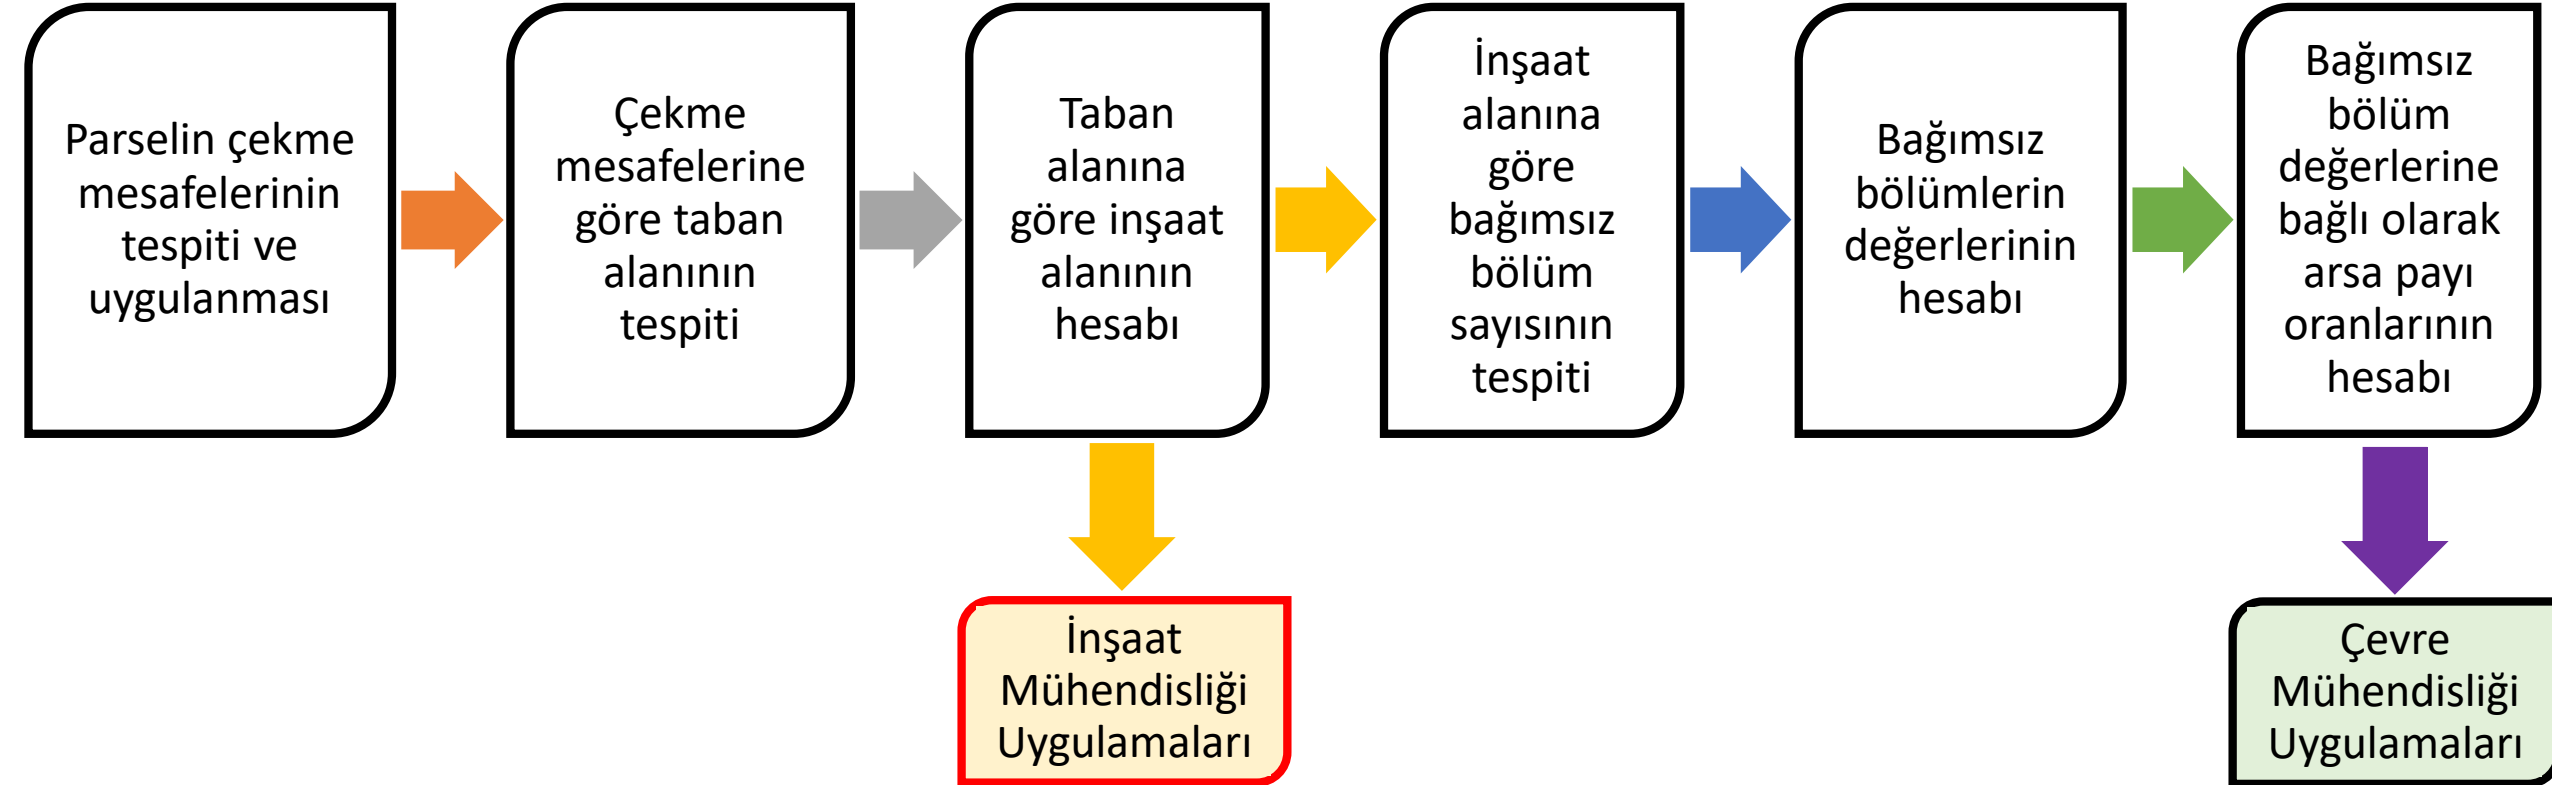 Parselin çekme
mesafelerinin
tespiti ve
uygulanması
Çekme
mesafelerine
göre taban
alanının
tespiti
Taban
alanına
göre inşaat
alanının
hesabı
İnşaat
alanına
göre
bağımsız
bölüm
sayısının
tespiti
Bağımsız
bölümlerin
değerlerinin
hesabı
Bağımsız
bölüm
değerlerine
bağlı olarak
arsa payı
oranlarının
hesabı
İnşaat
Mühendisliği
Uygulamaları
Çevre
Mühendisliği
Uygulamaları